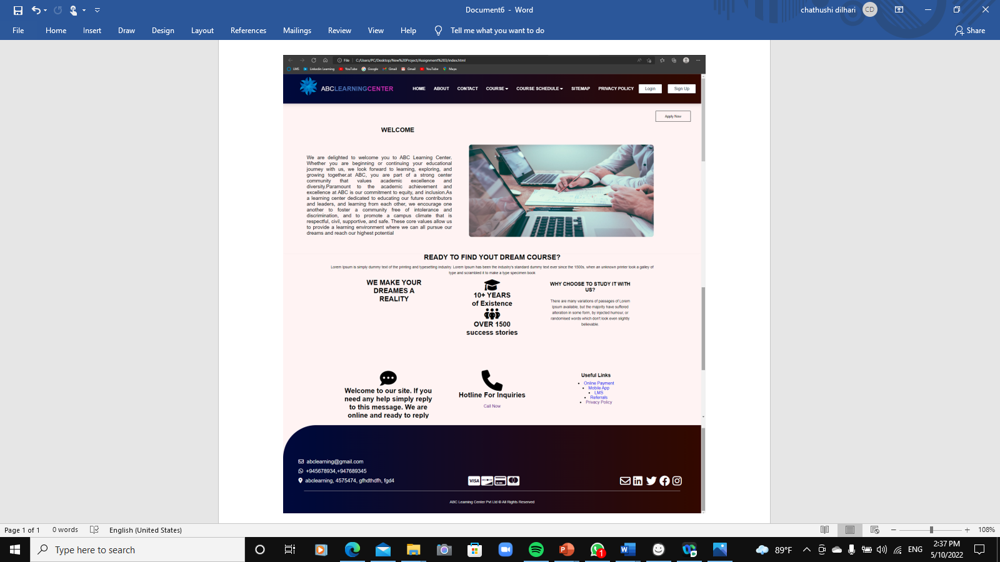 Document6 - Word
chathushi dilhari
CD
File
Home
Insert
Draw
Design
Layout
References
Mailings
Review
View
Help
Tell me what you want to do
Share
File
C:/Users/PC/Desktop/New%20Project/Assignment%203/index.html
LMS
Linkedin Learning
YouTube
Google
Gmail
Gmail
YouTube
Maps
ABCLEARNINGCENTER
HOME
ABOUT
CONTACT
COURSE
COURSE SCHEDULE
SITEMAP
PRIVACY POLICY
Login
Sign Up
Apply Now
WELCOME
We are delighted to welcome you to ABC Learning Center.
Whether you are beginning or continuing your educational
journey with us, we look forward to learning, exploring, and
growing together.at ABC, you are part of a strong center
community that values academic excellence and
diversity.Paramount to the academic achievement and
excellence at ABC is our commitment to equity, and inclusion.As
a learning center dedicated to educating our future contributors
and leaders, and learning from each other, we encourage one
another to foster a community free of intolerance and
discrimination, and to promote a campus climate that is
respectful, civil, supportive, and safe. These core values allow us
to provide a learning environment where we can all pursue our
dreams and reach our highest potential
READY TO FIND YOUT DREAM COURSE?
Lorem Ipsum is simply dummy text of the printing and typesetting industry. Lorem Ipsum has been the industry's standard dummy text ever since the 1500s, when an unknown printer took a galley of
type and scrambled it to make a type specimen book
WE MAKE YOUR
DREAMES A
REALITY
10+ YEARS
of Existence
OVER 1500
success stories
WHY CHOOSE TO STUDY IT WITH
US?
There are many variations of passages of Lorem
Ipsum available, but the majority have suffered
alteration in some form, by injected humour, or
randomised words which don't look even slightly
believable.
Welcome to our site. If you
need any help simply reply
to this message. We are
online and ready to reply
Hotline For Inquiries
Call Now
Useful Links
Online Payment
Mobile App
LMS
Referrals
Privacy Policy
abclearning@gmail.com
+945678934,+947689345
abclearning, 4575474, gfhdthdfh, fgd4
VISA
DISCOVER
ABC Learning Center Pvt Ltd © All Rights Reserved
Page 1 of 1
0 words
English (United States)
108%
Type here to search
1
89°F
ENG
2:37 PM
5/10/2022